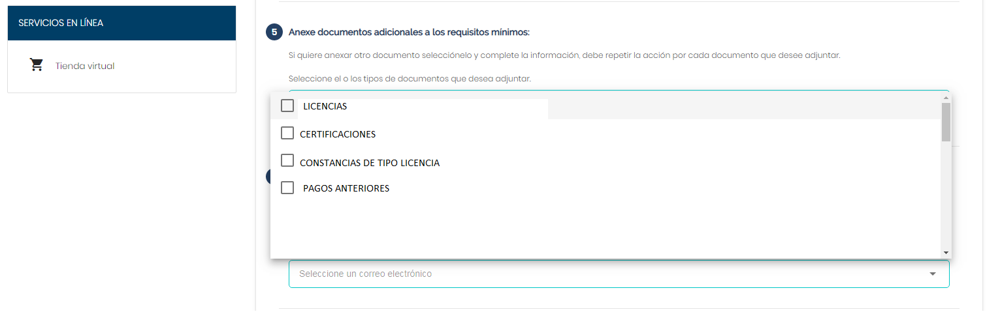 SERVICIOS EN LÍNEA
Tienda virtual
5 Anexe documentos adicionales a los requisitos mínimos:
Si quiere anexar otro documento selecciónelo y complete la información, debe repetir la acción por cada documento que desee adjuntar.
Seleccione el o los tipos de documentos que desea adjuntar.
LICENCIAS
CERTIFICACIONES
CONSTANCIAS DE TIPO LICENCIA
PAGOS ANTERIORES
Seleccione un correo electrónico